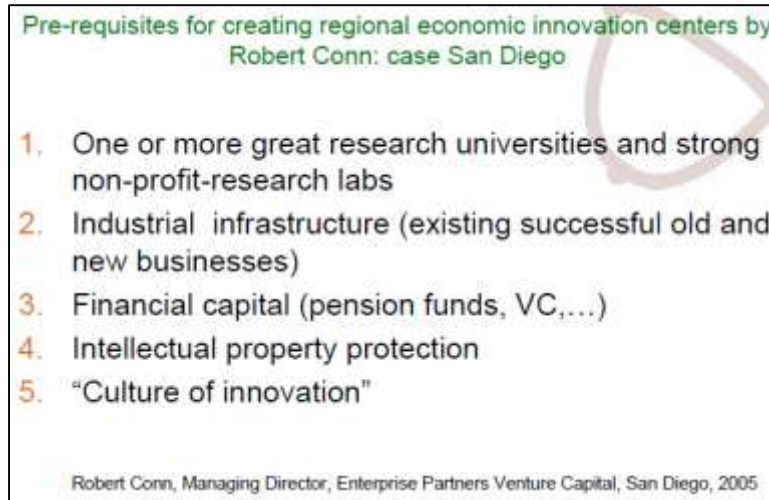 Pre-requisites for creating regional economic innovation centers by
Robert Conn: case San Diego
1. One or more great research universities and strong
non-profit-research labs
2. Industrial infrastructure (existing successful old and
new businesses)
3. Financial capital (pension funds, VC,…)
4. Intellectual property protection
5. “Culture of innovation”
Robert Conn, Managing Director, Enterprise Partners Venture Capital, San Diego, 2005